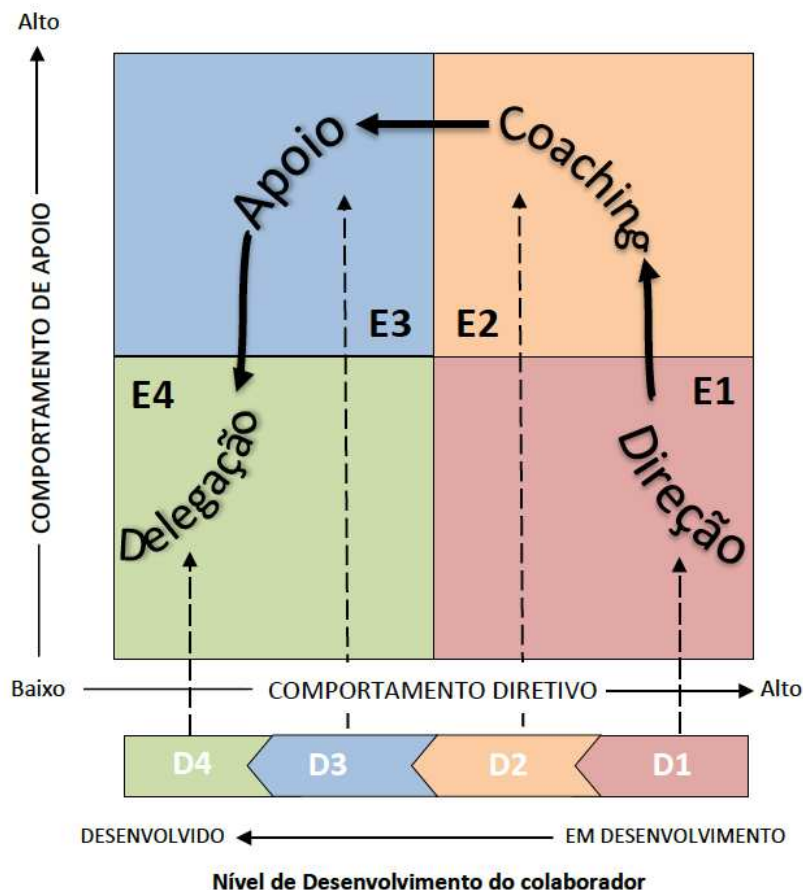 Alto
COMPORTAMENTO DE APOIO
Apoio
Coaching
E3
E2
E4
E1
Delegação
Direção
Baixo
COMPORTAMENTO DIRETIVO
Alto
D4
D3
D2
D1
DESENVOLVIDO
EM DESENVOLVIMENTO
Nível de Desenvolvimento do colaborador